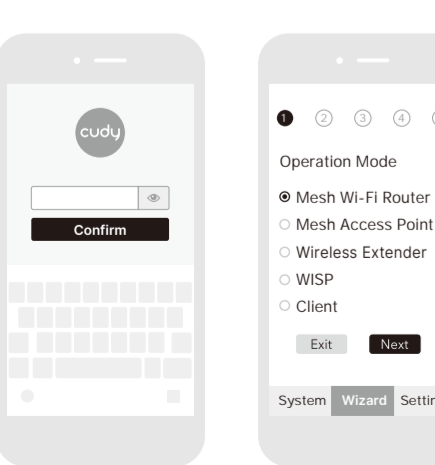 cudy
Confirm
1 2 3 4
Operation Mode
Mesh Wi-Fi Router
Mesh Access Point
Wireless Extender
WISP
Client
Exit Next
System Wizard Settin